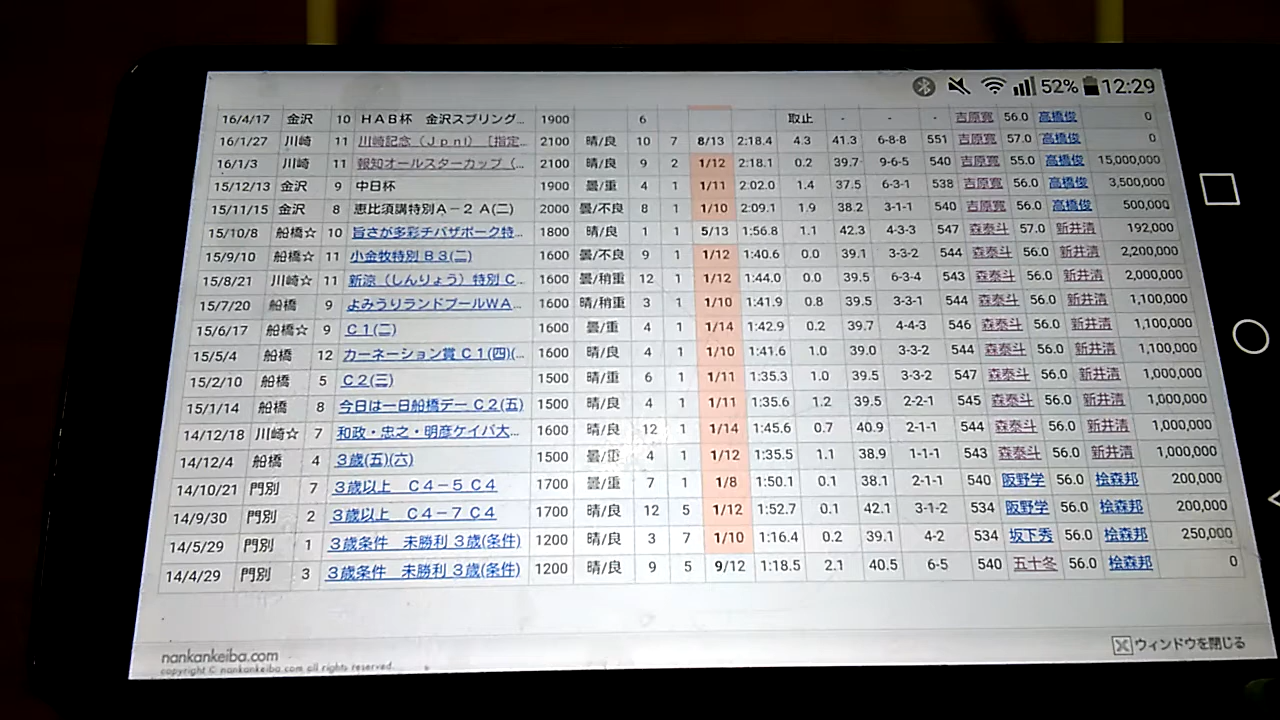 52% 12:29
16/4/17 金沢 10 ＨＡＢ杯 金沢スプリング… 1900 6 取止 - - - 吉原寛 56.0 高橋俊 0
16/1/27 川崎 11 川崎記念（ＪｐｎⅠ）［指定… 2100 晴/良 10 7 8/13 2:18.4 4.3 41.3 6-8-8 551 吉原寛 57.0 高橋俊 0
16/1/3 川崎 11 報知オールスターカップ（… 2100 晴/良 9 2 1/12 2:18.1 0.2 39.7 9-6-5 540 吉原寛 55.0 高橋俊 15,000,000
15/12/13 金沢 9 中日杯 1900 曇/重 4 1 1/11 2:02.0 1.4 37.5 6-3-1 538 吉原寛 56.0 高橋俊 3,500,000
15/11/15 金沢 8 恵比須講特別Ａ－２ Ａ(二) 2000 曇/不良 8 1 1/10 2:09.1 1.9 38.2 3-1-1 540 吉原寛 56.0 高橋俊 500,000
15/10/8 船橋☆ 10 旨さが多彩チバザポーク特… 1800 晴/良 1 1 5/13 1:56.8 1.1 42.3 4-3-3 547 森泰斗 57.0 新井清 192,000
15/9/10 船橋☆ 11 小金牧特別 Ｂ３(二) 1600 曇/不良 9 1 1/12 1:40.6 0.0 39.1 3-3-2 544 森泰斗 56.0 新井清 2,200,000
15/8/21 川崎☆ 11 新涼（しんりょう）特別 Ｃ… 1600 曇/稍重 12 1 1/12 1:44.0 0.0 39.5 6-3-4 543 森泰斗 56.0 新井清 2,000,000
15/7/20 船橋 9 よみうりランドプールＷＡ… 1600 晴/稍重 3 1 1/10 1:41.9 0.8 39.5 3-3-1 544 森泰斗 56.0 新井清 1,100,000
15/6/17 船橋☆ 9 Ｃ１(二) 1600 曇/重 4 1 1/14 1:42.9 0.2 39.7 4-4-3 546 森泰斗 56.0 新井清 1,100,000
15/5/4 船橋 12 カーネーション賞 Ｃ１(四)(… 1600 晴/良 4 1 1/10 1:41.6 1.0 39.0 3-3-2 544 森泰斗 56.0 新井清 1,100,000
15/2/10 船橋 5 Ｃ２(三) 1500 晴/重 6 1 1/11 1:35.3 1.0 39.5 3-3-2 547 森泰斗 56.0 新井清 1,000,000
15/1/14 船橋 8 今日は一日船橋デー Ｃ２(五) 1500 晴/良 4 1 1/11 1:35.6 1.2 39.5 2-2-1 545 森泰斗 56.0 新井清 1,000,000
14/12/18 川崎☆ 7 和政・忠之・明彦ケイバ大… 1600 晴/良 12 1 1/14 1:45.6 0.7 40.9 2-1-1 544 森泰斗 56.0 新井清 1,000,000
14/12/4 船橋 4 ３歳(五)(六) 1500 曇/重 4 1 1/12 1:35.5 1.1 38.9 1-1-1 543 森泰斗 56.0 新井清 1,000,000
14/10/21 門別 7 ３歳以上 Ｃ４－５ Ｃ４ 1700 曇/重 7 1 1/8 1:50.1 0.1 38.1 2-1-1 540 阪野学 56.0 桧森邦 200,000
14/9/30 門別 2 ３歳以上 Ｃ４－７ Ｃ４ 1700 晴/良 12 5 1/12 1:52.7 0.1 42.1 3-1-2 534 阪野学 56.0 桧森邦 200,000
14/5/29 門別 1 ３歳条件 未勝利 ３歳(条件) 1200 晴/良 3 7 1/10 1:16.4 0.2 39.1 4-2 534 坂下秀 56.0 桧森邦 250,000
14/4/29 門別 3 ３歳条件 未勝利 ３歳(条件) 1200 晴/良 9 5 9/12 1:18.5 2.1 40.5 6-5 540 五十冬 56.0 桧森邦 0
ウィンドウを閉じる
nankankeiba.com
copyright © nankankeiba.com all rights reserved.